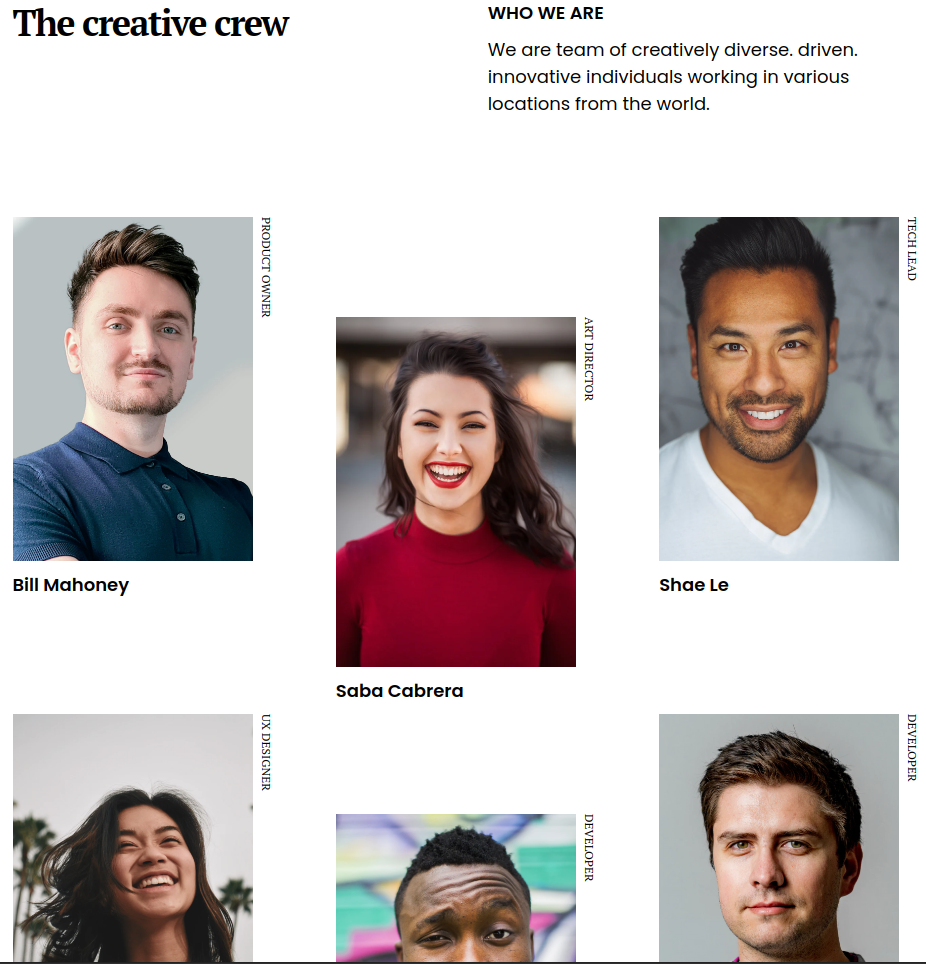 The creative crew
WHO WE ARE
We are team of creatively diverse. driven.
innovative individuals working in various
locations from the world.
PRODUCT OWNER
Bill Mahoney
ART DIRECTOR
Saba Cabrera
TECH LEAD
Shae Le
UX DESIGNER
DEVELOPER
DEVELOPER